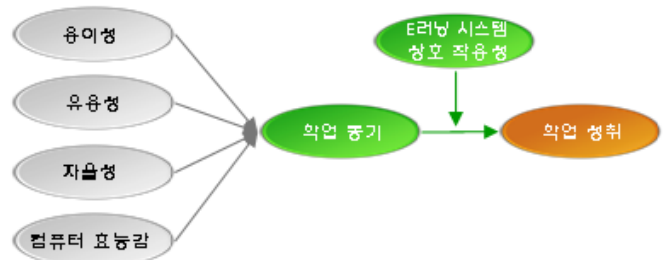 용이성
E러닝 시스템
상호 작용성
유용성
학업 동기
학업 성취
자율성
컴퓨터 효능감